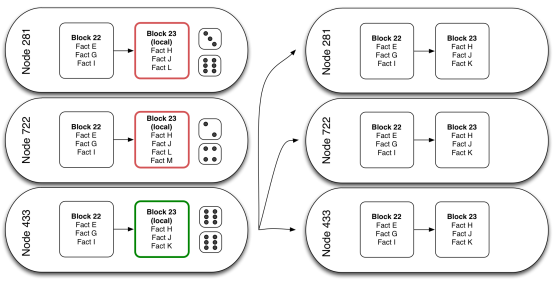 Node 281
Block 22
Fact E
Fact G
Fact I
Block 23
(local)
Fact H
Fact J
Fact L
Node 722
Block 22
Fact E
Fact G
Fact I
Block 23
(local)
Fact H
Fact J
Fact L
Fact M
Node 433
Block 22
Fact E
Fact G
Fact I
Block 23
(local)
Fact H
Fact J
Fact K
Node 281
Block 22
Fact E
Fact G
Fact I
Block 23
Fact H
Fact J
Fact K
Node 722
Block 22
Fact E
Fact G
Fact I
Block 23
Fact H
Fact J
Fact K
Node 433
Block 22
Fact E
Fact G
Fact I
Block 23
Fact H
Fact J
Fact K